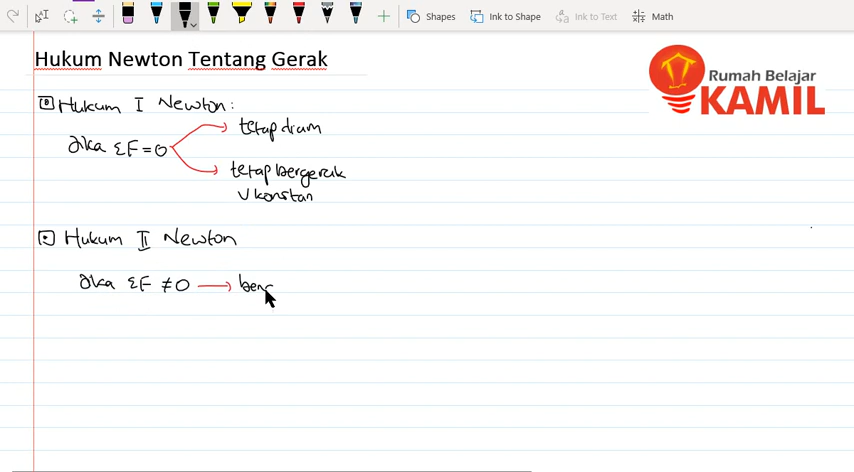 Shapes
Ink to Shape
Ink to Text
Math
Hukum Newton Tentang Gerak
Rumah Belajar
KAMIL
Hukum I Newton:
Jika ΣF = 0
tetap diam
tetap bergerak
V konstan
Hukum II Newton
Jika ΣF ≠ 0 → ber